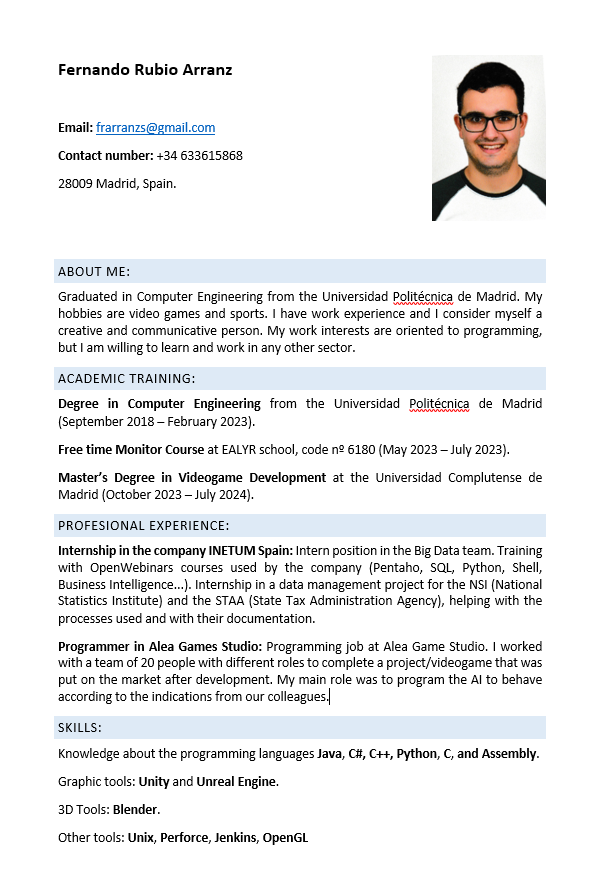 Fernando Rubio Arranz
Email: frarranzs@gmail.com
Contact number: +34 633615868
28009 Madrid, Spain.
ABOUT ME:
Graduated in Computer Engineering from the Universidad Politécnica de Madrid. My
hobbies are video games and sports. I have work experience and I consider myself a
creative and communicative person. My work interests are oriented to programming,
but I am willing to learn and work in any other sector.
ACADEMIC TRAINING:
Degree in Computer Engineering from the Universidad Politécnica de Madrid
(September 2018 – February 2023).
Free time Monitor Course at EALYR school, code nº 6180 (May 2023 – July 2023).
Master’s Degree in Videogame Development at the Universidad Complutense de
Madrid (October 2023 – July 2024).
PROFESIONAL EXPERIENCE:
Internship in the company INETUM Spain: Intern position in the Big Data team. Training
with OpenWebinars courses used by the company (Pentaho, SQL, Python, Shell,
Business Intelligence...). Internship in a data management project for the NSI (National
Statistics Institute) and the STAA (State Tax Administration Agency), helping with the
processes used and with their documentation.
Programmer in Alea Games Studio: Programming job at Alea Game Studio. I worked
with a team of 20 people with different roles to complete a project/videogame that was
put on the market after development. My main role was to program the AI to behave
according to the indications from our colleagues.
SKILLS:
Knowledge about the programming languages Java, C#, C++, Python, C, and Assembly.
Graphic tools: Unity and Unreal Engine.
3D Tools: Blender.
Other tools: Unix, Perforce, Jenkins, OpenGL